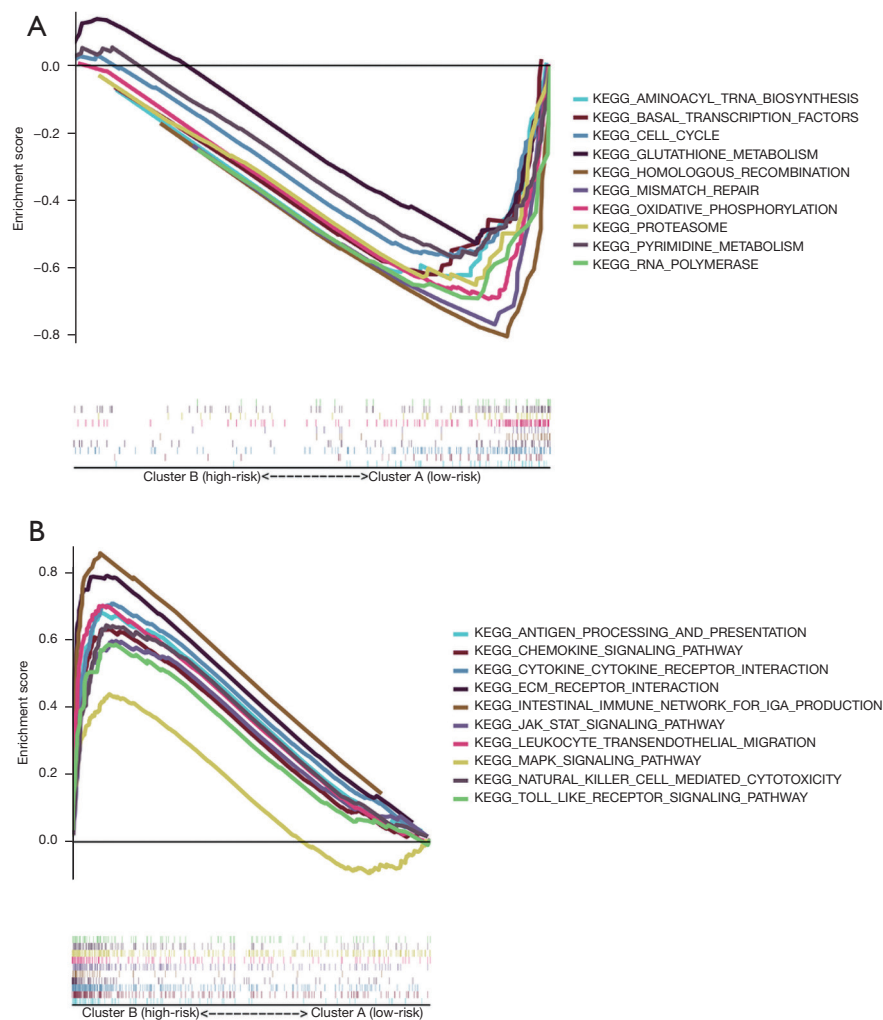 A
0.0
−0.2
−0.4
−0.6
−0.8
Enrichment score
KEGG_AMINOACYL_TRNA_BIOSYNTHESIS
KEGG_BASAL_TRANSCRIPTION_FACTORS
KEGG_CELL_CYCLE
KEGG_GLUTATHIONE_METABOLISM
KEGG_HOMOLOGOUS_RECOMBINATION
KEGG_MISMATCH_REPAIR
KEGG_OXIDATIVE_PHOSPHORYLATION
KEGG_PROTEASOME
KEGG_PYRIMIDINE_METABOLISM
KEGG_RNA_POLYMERASE
Cluster B (high-risk)<------------->Cluster A (low-risk)
B
0.8
0.6
0.4
0.2
0.0
Enrichment score
KEGG_ANTIGEN_PROCESSING_AND_PRESENTATION
KEGG_CHEMOKINE_SIGNALING_PATHWAY
KEGG_CYTOKINE_CYTOKINE_RECEPTOR_INTERACTION
KEGG_ECM_RECEPTOR_INTERACTION
KEGG_INTESTINAL_IMMUNE_NETWORK_FOR_IGA_PRODUCTION
KEGG_JAK_STAT_SIGNALING_PATHWAY
KEGG_LEUKOCYTE_TRANSENDOTHELIAL_MIGRATION
KEGG_MAPK_SIGNALING_PATHWAY
KEGG_NATURAL_KILLER_CELL_MEDIATED_CYTOTOXICITY
KEGG_TOLL_LIKE_RECEPTOR_SIGNALING_PATHWAY
Cluster B (high-risk)<-------------> Cluster A (low-risk)